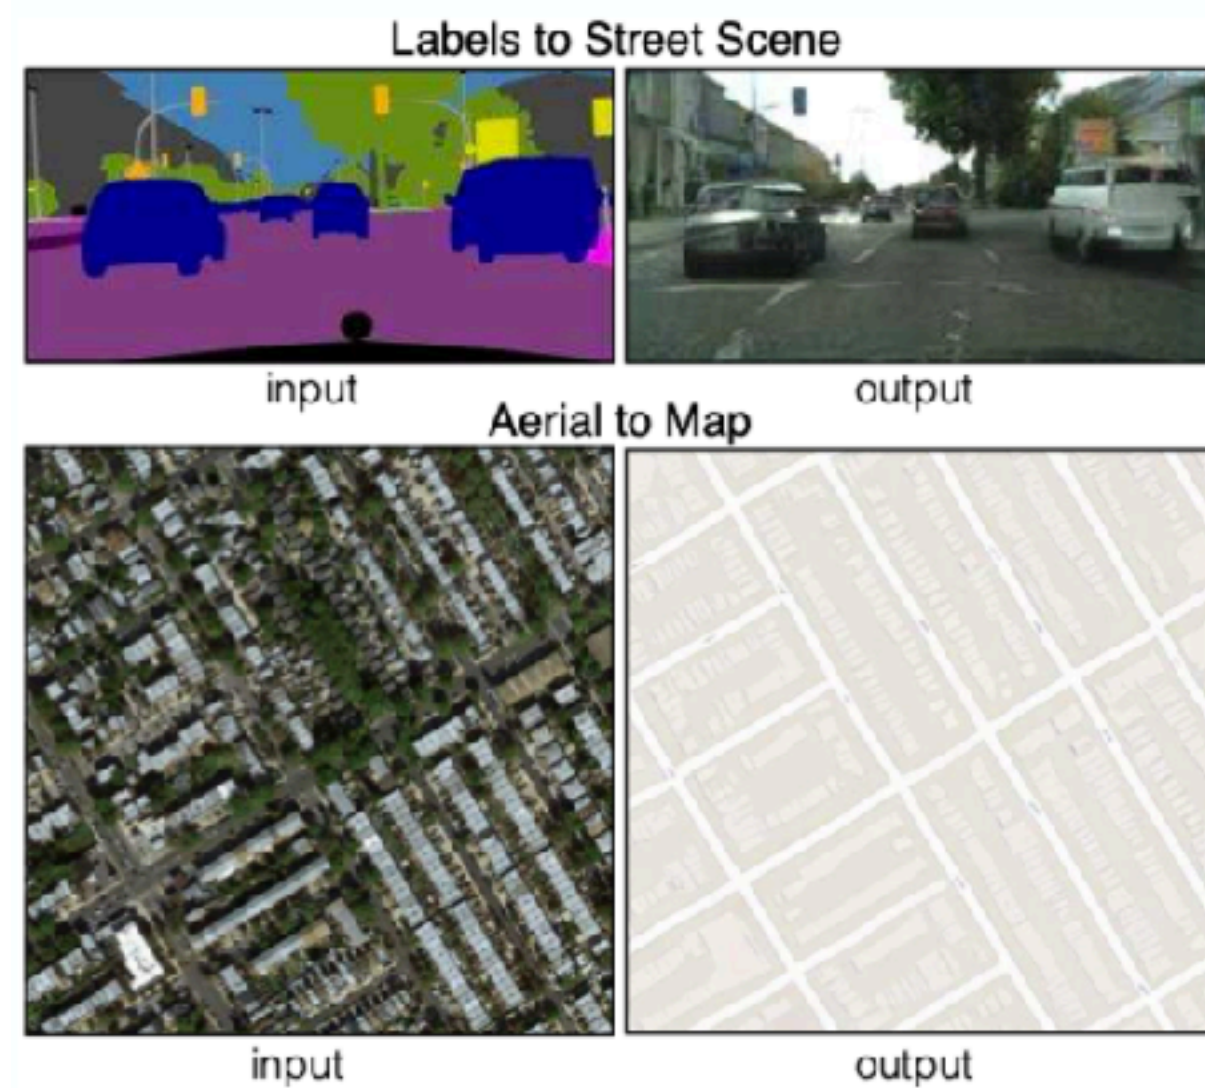 Labels to Street Scene
input
output
Aerial to Map
input
output